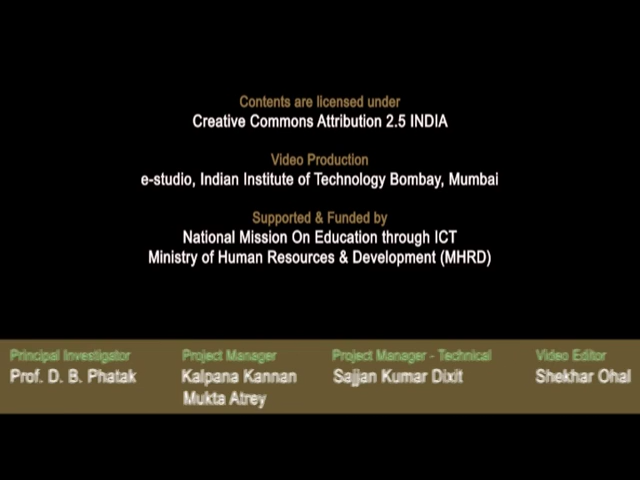 Contents are licensed under
Creative Commons Attribution 2.5 INDIA
Video Production
e-studio, Indian Institute of Technology Bombay, Mumbai
Supported & Funded by
National Mission On Education through ICT
Ministry of Human Resources & Development (MHRD)
Principal Investigator
Prof. D. B. Phatak
Project Manager
Kalpana Kannan
Mukta Atrey
Project Manager - Technical
Sajjan Kumar Dixit
Video Editor
Shekhar Ohal